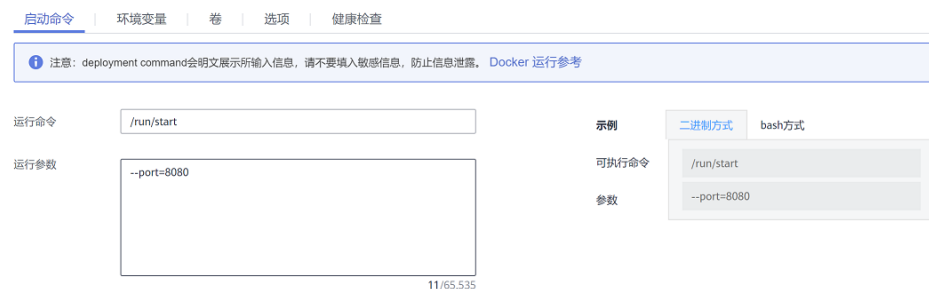 启动命令 环境变量 卷 选项 健康检查
注意：deployment command会明文展示所输入信息，请不要填入敏感信息，防止信息泄露。 Docker 运行参考
运行命令 /run/start 示例 二进制方式 bash方式
运行参数 --port=8080 可执行命令 /run/start
参数 --port=8080
11/65,535